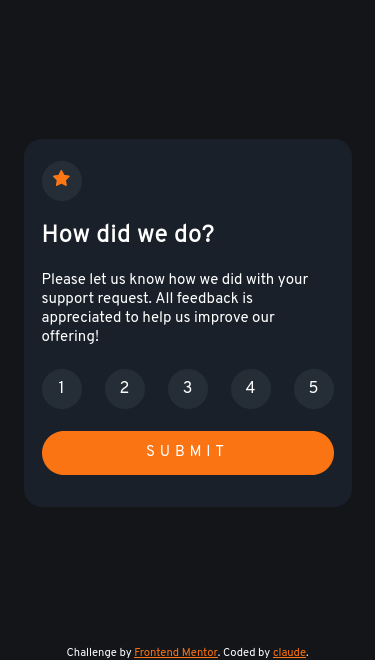 How did we do?
Please let us know how we did with your
support request. All feedback is
appreciated to help us improve our
offering!
1 2 3 4 5
SUBMIT
Challenge by Frontend Mentor. Coded by claude.